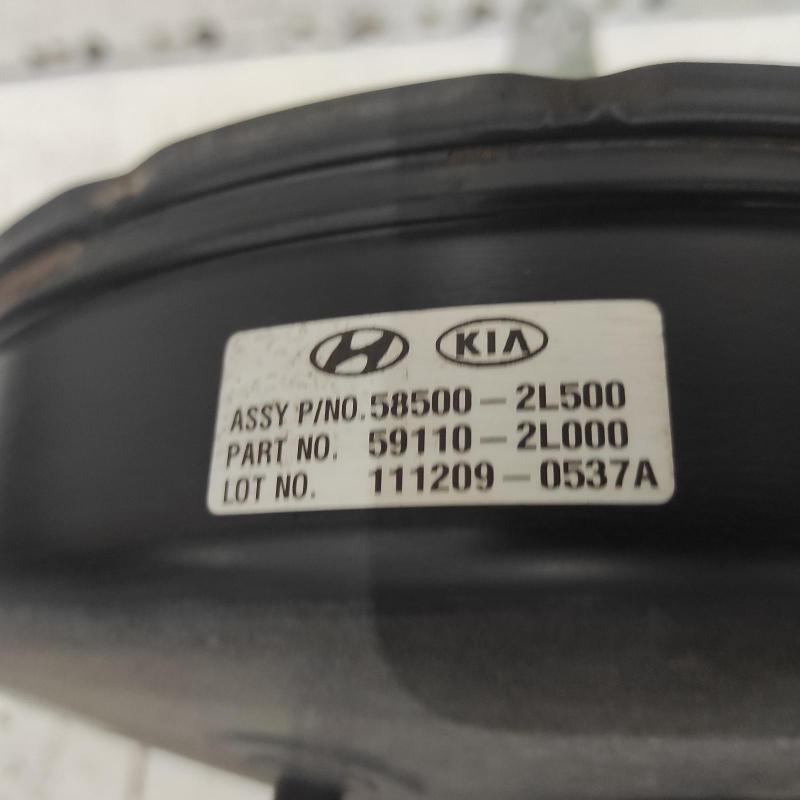 KIA
ASSY P/NO. 58500-2L500
PART NO. 59110-2L000
LOT NO. 111209-0537A